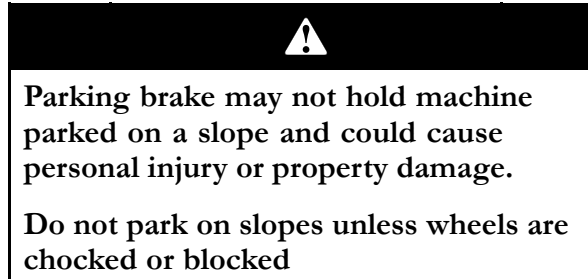 Parking brake may not hold machine
parked on a slope and could cause
personal injury or property damage.
Do not park on slopes unless wheels are
chocked or blocked